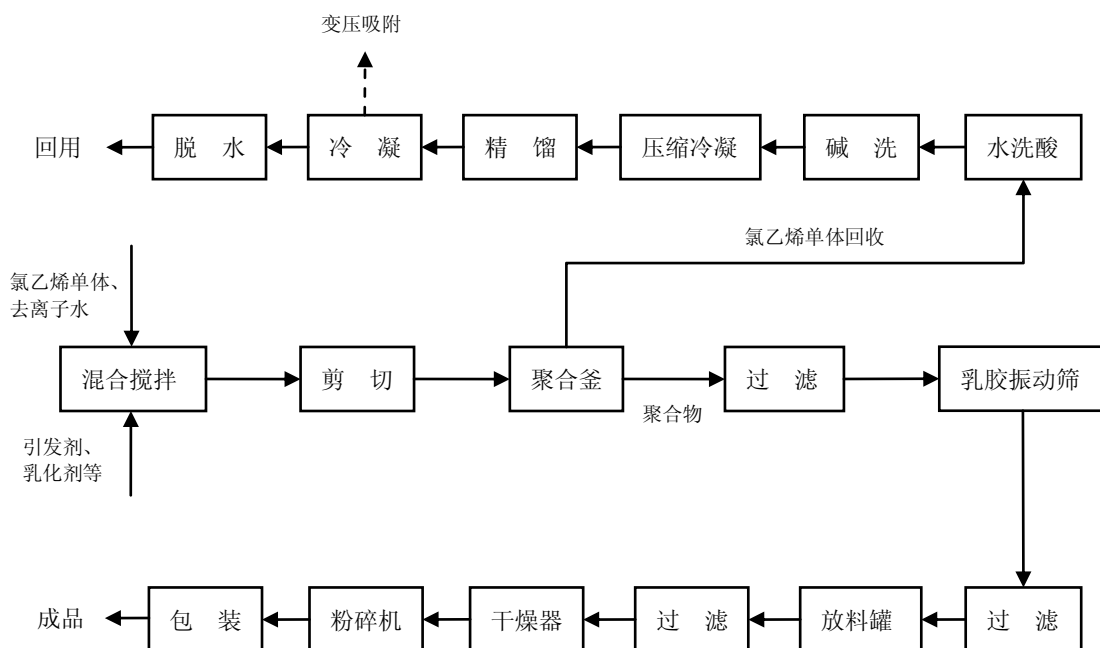 变压吸附
回用
脱 水
冷 凝
精 馏
压缩冷凝
碱 洗
水洗酸
氯乙烯单体回收
氯乙烯单体、
去离子水
混合搅拌
剪 切
聚合釜
过 滤
乳胶振动筛
聚合物
引发剂、
乳化剂等
成品
包 装
粉碎机
干燥器
过 滤
放料罐
过 滤